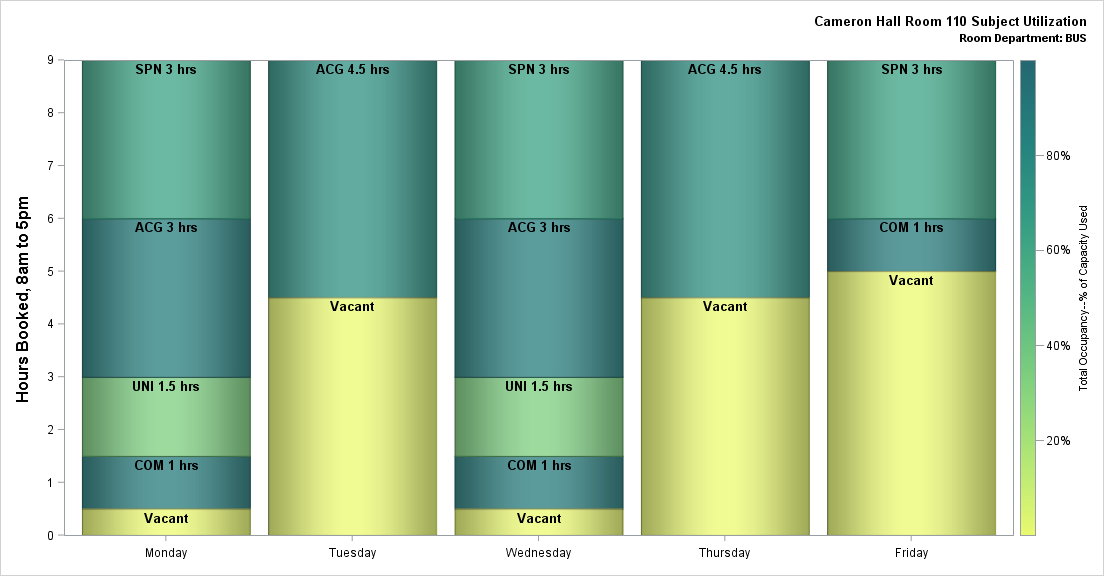 Cameron Hall Room 110 Subject Utilization
Room Department: BUS
Hours Booked, 8am to 5pm
9
8
7
6
5
4
3
2
1
0
SPN 3 hrs
ACG 3 hrs
UNI 1.5 hrs
COM 1 hrs
Vacant
ACG 4.5 hrs
Vacant
SPN 3 hrs
ACG 3 hrs
UNI 1.5 hrs
COM 1 hrs
Vacant
ACG 4.5 hrs
Vacant
SPN 3 hrs
COM 1 hrs
Vacant
Monday
Tuesday
Wednesday
Thursday
Friday
80%
60%
40%
20%
Total Occupancy--% of Capacity Used